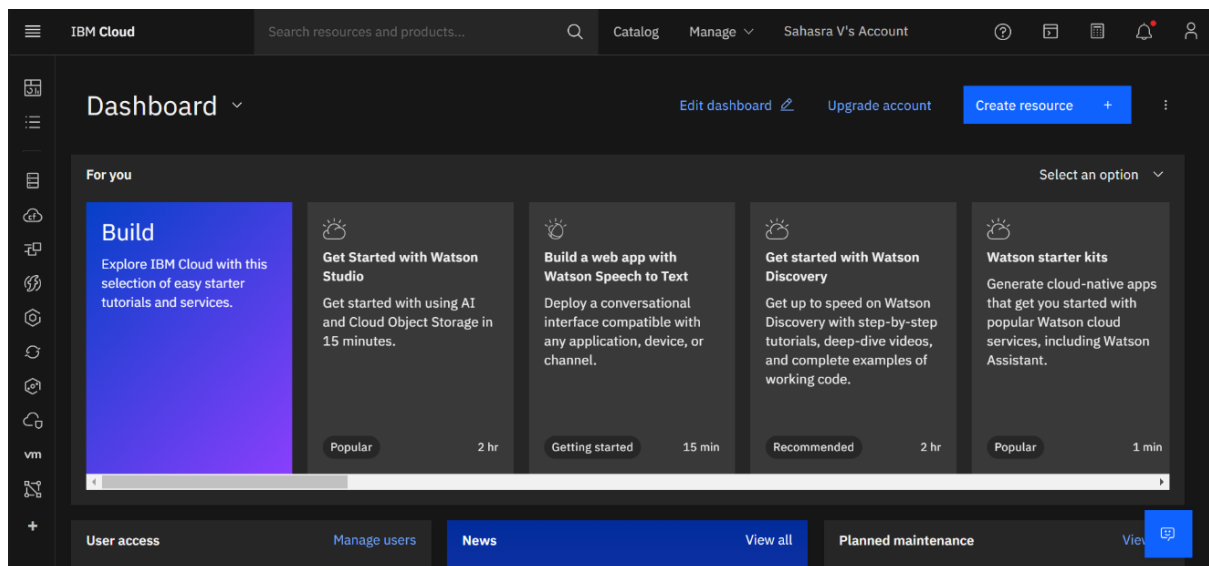 IBM Cloud
Search resources and products...
Catalog
Manage
Sahasra V's Account
Dashboard
Edit dashboard
Upgrade account
Create resource +
For you
Select an option
Build
Explore IBM Cloud with this
selection of easy starter
tutorials and services.
Get Started with Watson
Studio
Get started with using AI
and Cloud Object Storage in
15 minutes.
Popular
2 hr
Build a web app with
Watson Speech to Text
Deploy a conversational
interface compatible with
any application, device, or
channel.
Getting started
15 min
Get started with Watson
Discovery
Get up to speed on Watson
Discovery with step-by-step
tutorials, deep-dive videos,
and complete examples of
working code.
Recommended
2 hr
Watson starter kits
Generate cloud-native apps
that get you started with
popular Watson cloud
services, including Watson
Assistant.
Popular
1 min
cf
vm
User access
Manage users
News
View all
Planned maintenance